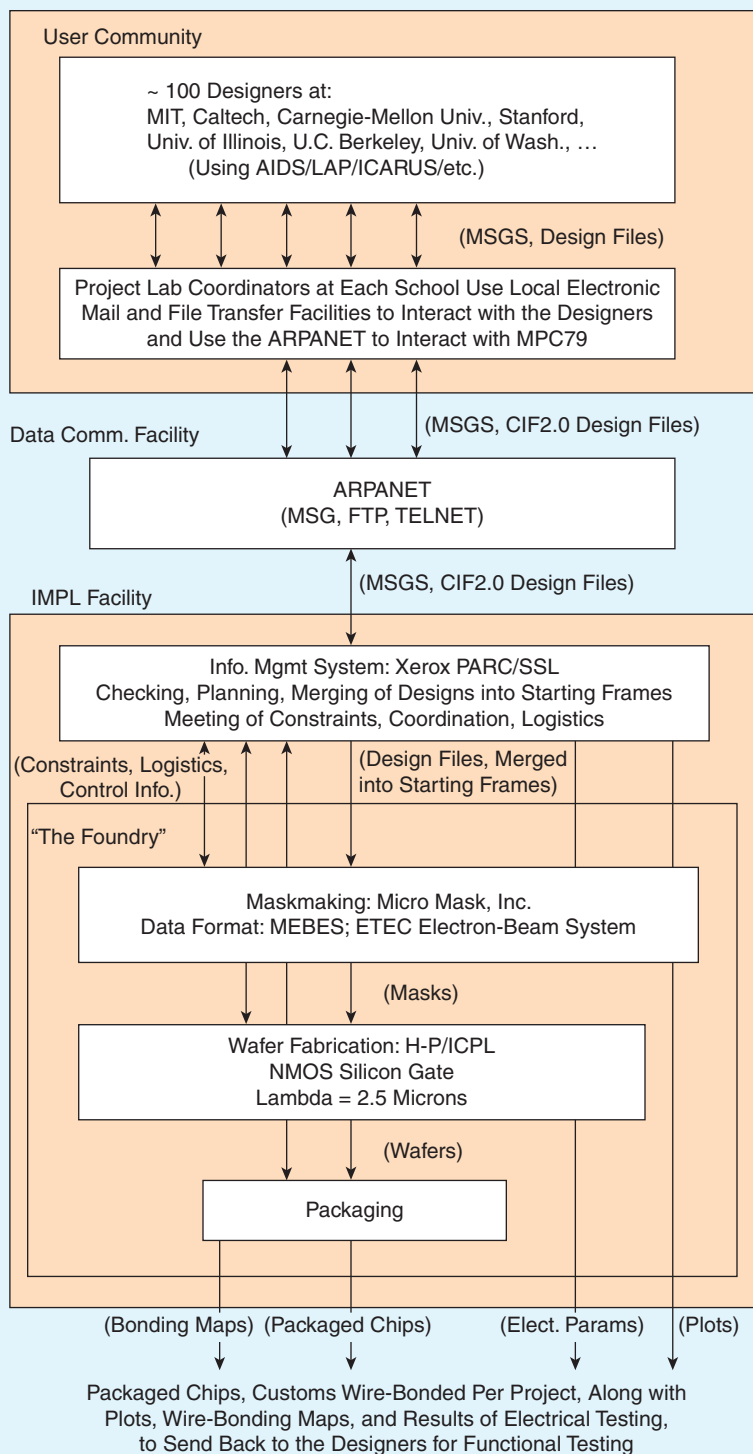 User Community
~ 100 Designers at:
MIT, Caltech, Carnegie-Mellon Univ., Stanford,
Univ. of Illinois, U.C. Berkeley, Univ. of Wash., …
(Using AIDS/LAP/ICARUS/etc.)
(MSGS, Design Files)
Project Lab Coordinators at Each School Use Local Electronic
Mail and File Transfer Facilities to Interact with the Designers
and Use the ARPANET to Interact with MPC79
(MSGS, CIF2.0 Design Files)
Data Comm. Facility
ARPANET
(MSG, FTP, TELNET)
(MSGS, CIF2.0 Design Files)
IMPL Facility
Info. Mgmt System: Xerox PARC/SSL
Checking, Planning, Merging of Designs into Starting Frames
Meeting of Constraints, Coordination, Logistics
(Constraints, Logistics,
Control Info.)
(Design Files, Merged
into Starting Frames)
“The Foundry”
Maskmaking: Micro Mask, Inc.
Data Format: MEBES; ETEC Electron-Beam System
(Masks)
Wafer Fabrication: H-P/ICPL
NMOS Silicon Gate
Lambda = 2.5 Microns
(Wafers)
Packaging
(Bonding Maps) (Packaged Chips) (Elect. Params) (Plots)
Packaged Chips, Customs Wire-Bonded Per Project, Along with
Plots, Wire-Bonding Maps, and Results of Electrical Testing,
to Send Back to the Designers for Functional Testing